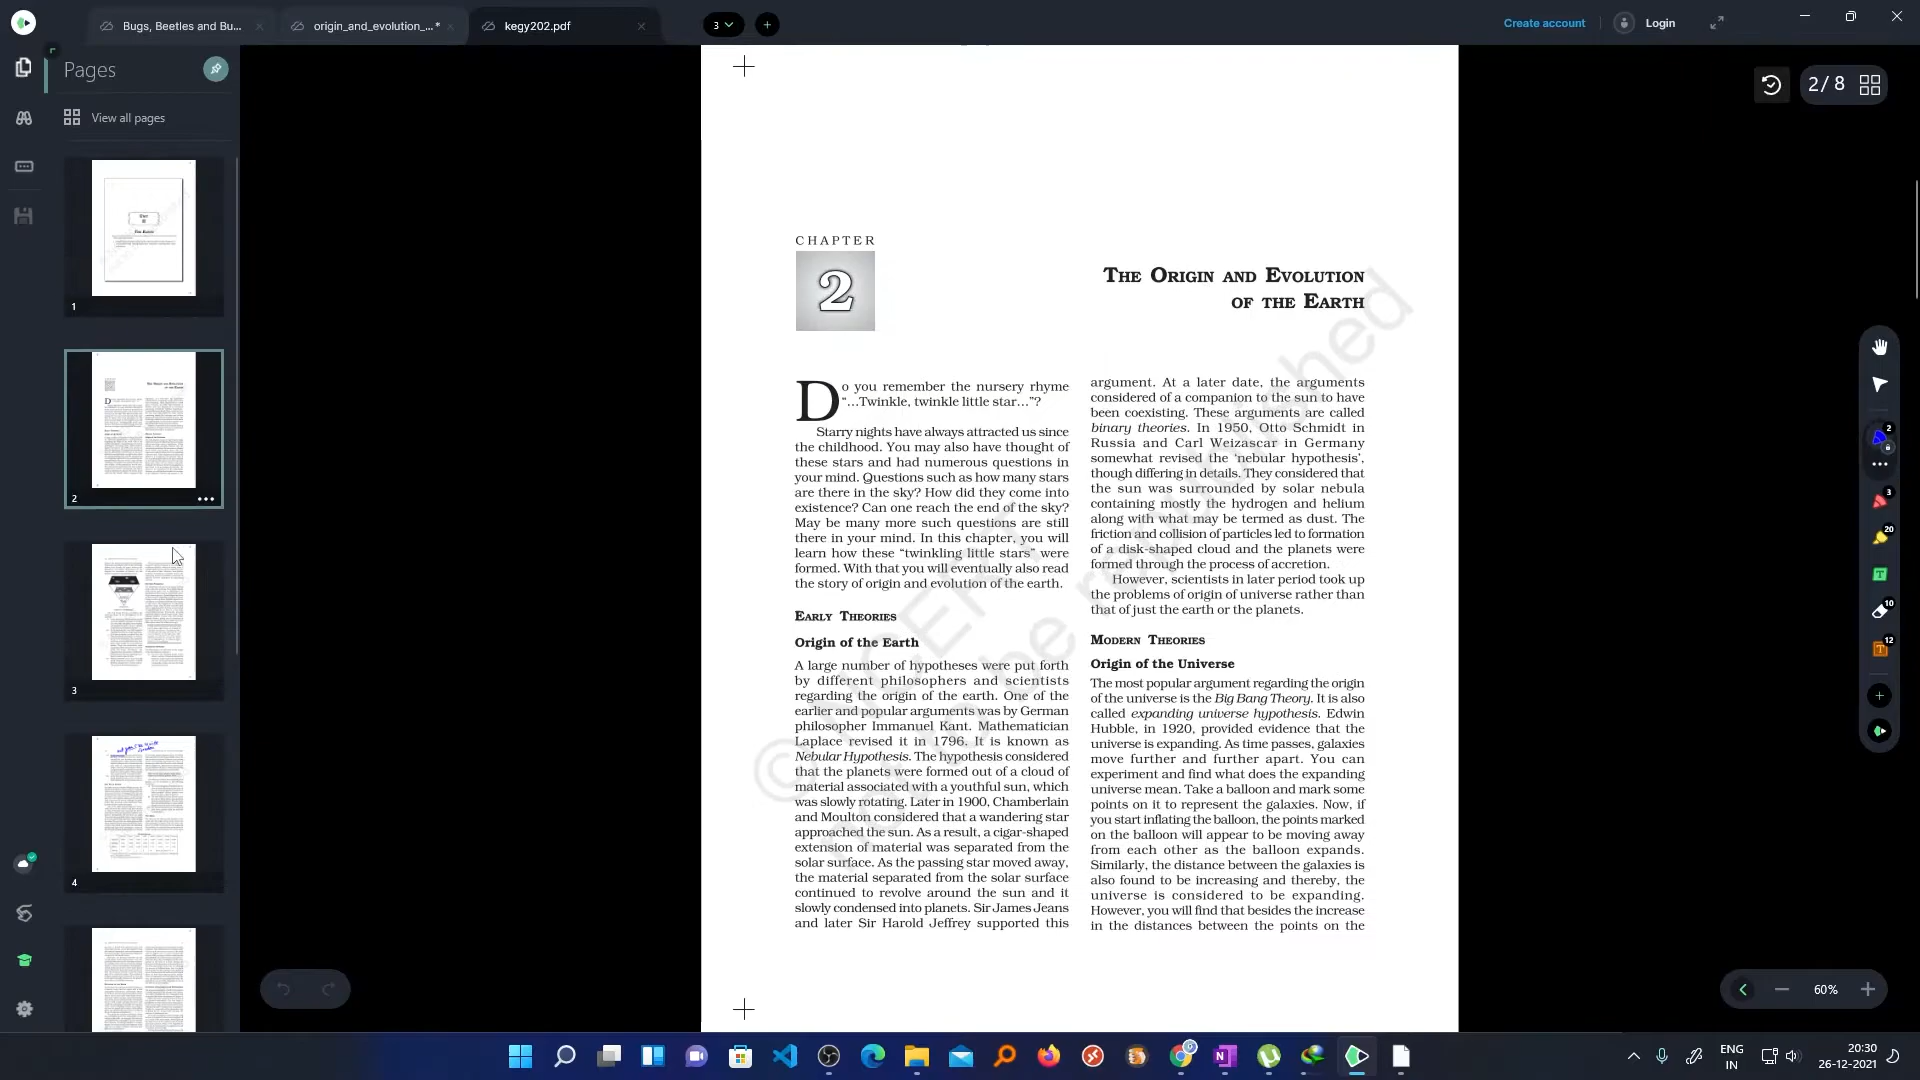 Bugs, Beetles and Bu...
origin_and_evolution_...*
kegy202.pdf
3
Create account
Login
Pages
View all pages
1
2
3
4
2/ 8
CHAPTER
2
THE ORIGIN AND EVOLUTION
OF THE EARTH
Do you remember the nursery rhyme
“...Twinkle, twinkle little star...”?
Starry nights have always attracted us since
the childhood. You may also have thought of
these stars and had numerous questions in
your mind. Questions such as how many stars
are there in the sky? How did they come into
existence? Can one reach the end of the sky?
May be many more such questions are still
there in your mind. In this chapter, you will
learn how these “twinkling little stars” were
formed. With that you will eventually also read
the story of origin and evolution of the earth.
EARLY THEORIES
Origin of the Earth
A large number of hypotheses were put forth
by different philosophers and scientists
regarding the origin of the earth. One of the
earlier and popular arguments was by German
philosopher Immanuel Kant. Mathematician
Laplace revised it in 1796. It is known as
Nebular Hypothesis. The hypothesis considered
that the planets were formed out of a cloud of
material associated with a youthful sun, which
was slowly rotating. Later in 1900, Chamberlain
and Moulton considered that a wandering star
approached the sun. As a result, a cigar-shaped
extension of material was separated from the
solar surface. As the passing star moved away,
the material separated from the solar surface
continued to revolve around the sun and it
slowly condensed into planets. Sir James Jeans
and later Sir Harold Jeffrey supported this
argument. At a later date, the arguments
considered of a companion to the sun to have
been coexisting. These arguments are called
binary theories. In 1950, Otto Schmidt in
Russia and Carl Weizascar in Germany
somewhat revised the ‘nebular hypothesis’,
though differing in details. They considered that
the sun was surrounded by solar nebula
containing mostly the hydrogen and helium
along with what may be termed as dust. The
friction and collision of particles led to formation
of a disk-shaped cloud and the planets were
formed through the process of accretion.
However, scientists in later period took up
the problems of origin of universe rather than
that of just the earth or the planets.
MODERN THEORIES
Origin of the Universe
The most popular argument regarding the origin
of the universe is the Big Bang Theory. It is also
called expanding universe hypothesis. Edwin
Hubble, in 1920, provided evidence that the
universe is expanding. As time passes, galaxies
move further and further apart. You can
experiment and find what does the expanding
universe mean. Take a balloon and mark some
points on it to represent the galaxies. Now, if
you start inflating the balloon, the points marked
on the balloon will appear to be moving away
from each other as the balloon expands.
Similarly, the distance between the galaxies is
also found to be increasing and thereby, the
universe is considered to be expanding.
However, you will find that besides the increase
in the distances between the points on the
© NCERT
not to be republished
2
3
20
10
12
60%
ENG
IN
20:30
26-12-2021